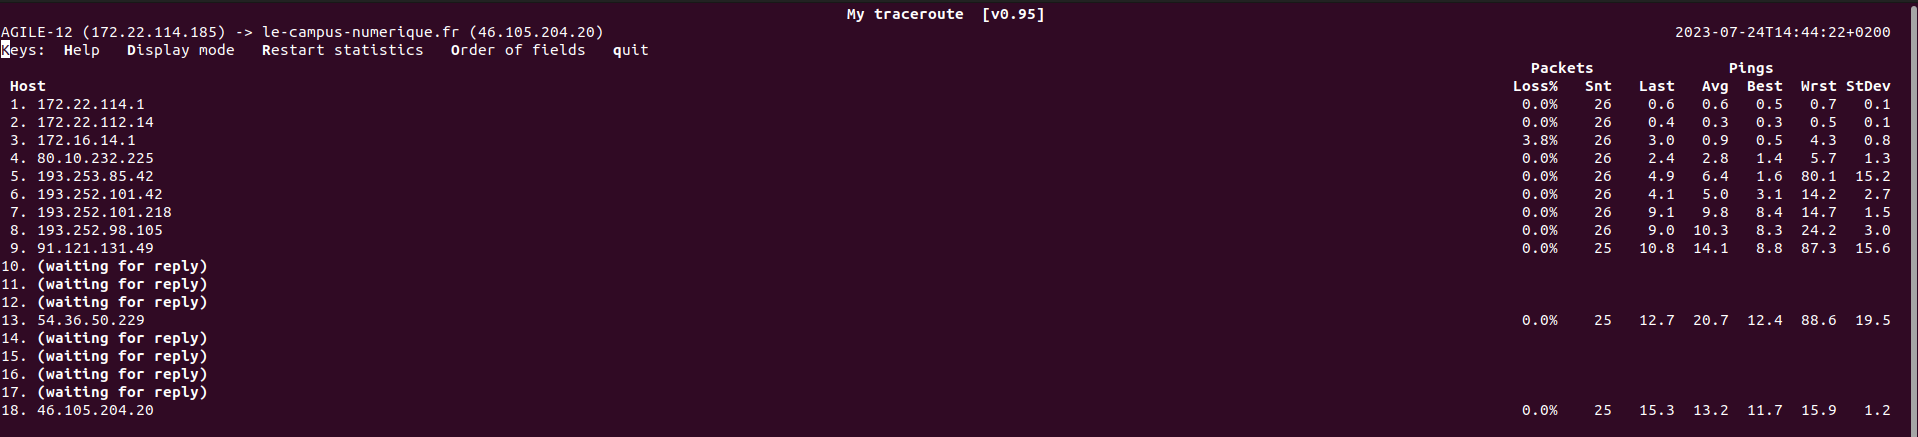 My traceroute  [v0.95]
AGILE-12 (172.22.114.185) -> le-campus-numerique.fr (46.105.204.20) 2023-07-24T14:44:22+0200
Keys:  Help   Display mode   Restart statistics   Order of fields   quit
Packets Pings
Host Loss% Snt Last Avg Best Wrst StDev
1. 172.22.114.1 0.0% 26 0.6 0.6 0.5 0.7 0.1
2. 172.22.112.14 0.0% 26 0.4 0.3 0.3 0.5 0.1
3. 172.16.14.1 3.8% 26 3.0 0.9 0.5 4.3 0.8
4. 80.10.232.225 0.0% 26 2.4 2.8 1.4 5.7 1.3
5. 193.253.85.42 0.0% 26 4.9 6.4 1.6 80.1 15.2
6. 193.252.101.42 0.0% 26 4.1 5.0 3.1 14.2 2.7
7. 193.252.101.218 0.0% 26 9.1 9.8 8.4 14.7 1.5
8. 193.252.98.105 0.0% 26 9.0 10.3 8.3 24.2 3.0
9. 91.121.131.49 0.0% 25 10.8 14.1 8.8 87.3 15.6
10. (waiting for reply)
11. (waiting for reply)
12. (waiting for reply)
13. 54.36.50.229 0.0% 25 12.7 20.7 12.4 88.6 19.5
14. (waiting for reply)
15. (waiting for reply)
16. (waiting for reply)
17. (waiting for reply)
18. 46.105.204.20 0.0% 25 15.3 13.2 11.7 15.9 1.2